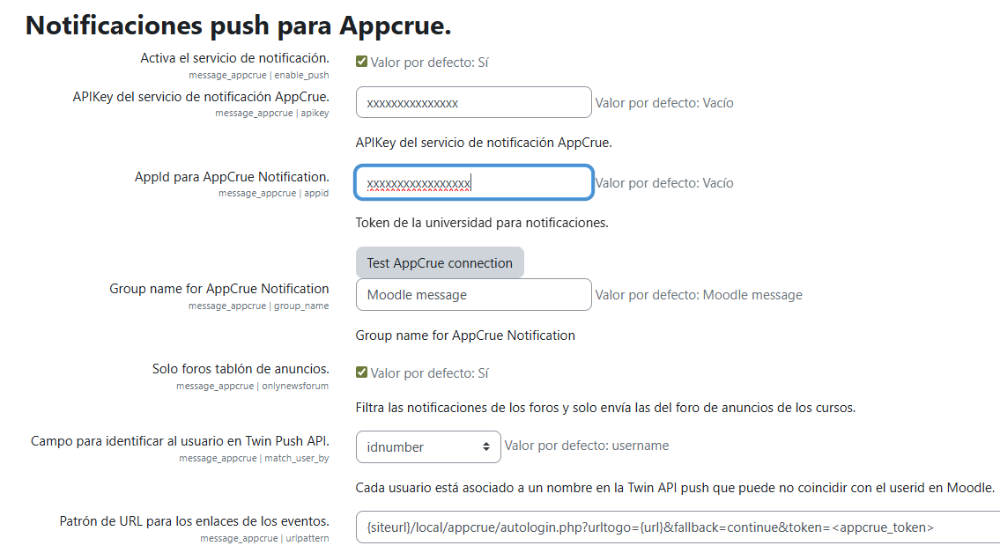 Notificaciones push para Appcrue.
Activa el servicio de notificación. Valor por defecto: Sí
message_appcrue | enable_push
APIKey del servicio de notificación AppCrue. xxxxxxxxxxxxxxx Valor por defecto: Vacío
message_appcrue | apikey
APIKey del servicio de notificación AppCrue.
AppId para AppCrue Notification. xxxxxxxxxxxxxxxxx Valor por defecto: Vacío
message_appcrue | appid
Token de la universidad para notificaciones.
Test AppCrue connection
Group name for AppCrue Notification Moodle message Valor por defecto: Moodle message
message_appcrue | group_name
Group name for AppCrue Notification
Solo foros tablón de anuncios. Valor por defecto: Sí
message_appcrue | onlynewsforum
Filtra las notificaciones de los foros y solo envía las del foro de anuncios de los cursos.
Campo para identificar al usuario en Twin Push API. idnumber Valor por defecto: username
message_appcrue | match_user_by
Cada usuario está asociado a un nombre en la Twin API push que puede no coincidir con el userid en Moodle.
Patrón de URL para los enlaces de los eventos. {siteurl}/local/appcrue/autologin.php?urltogo={url}&fallback=continue&token=<appcrue_token>
message_appcrue | urlpattern